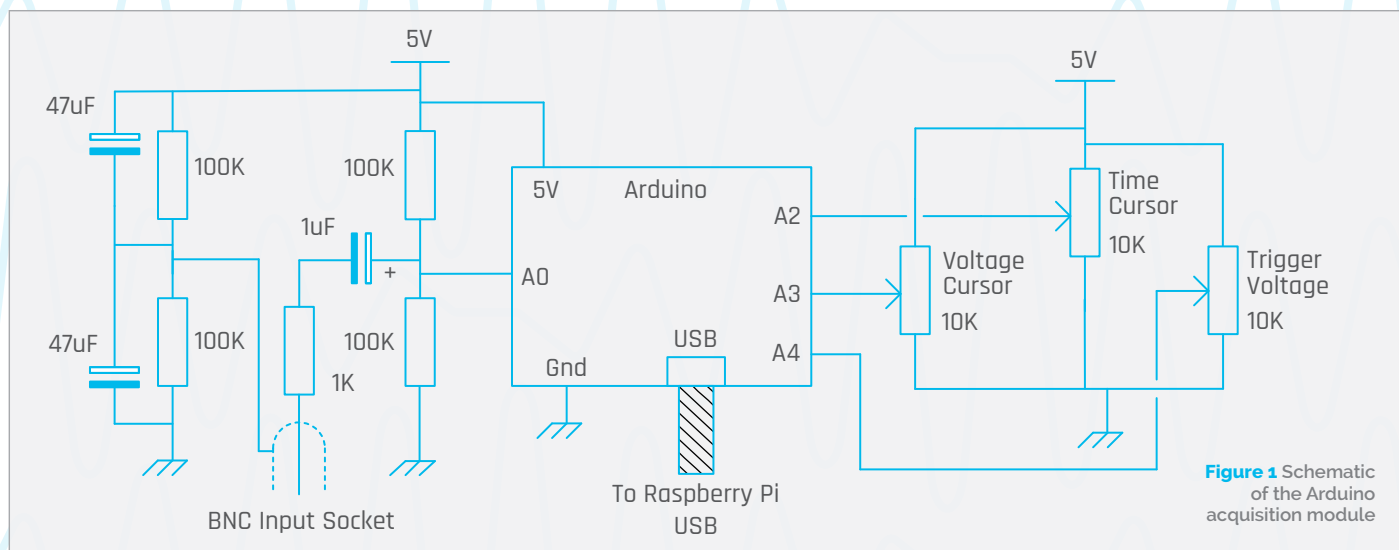 5V
47uF
100K
100K
1uF
+
47uF
100K
100K
1K
BNC Input Socket
5V
Arduino
A0
A2
A3
A4
Gnd
USB
To Raspberry Pi
USB
5V
Time
Cursor
10K
Voltage
Cursor
10K
Trigger
Voltage
10K
Figure 1 Schematic
of the Arduino
acquisition module